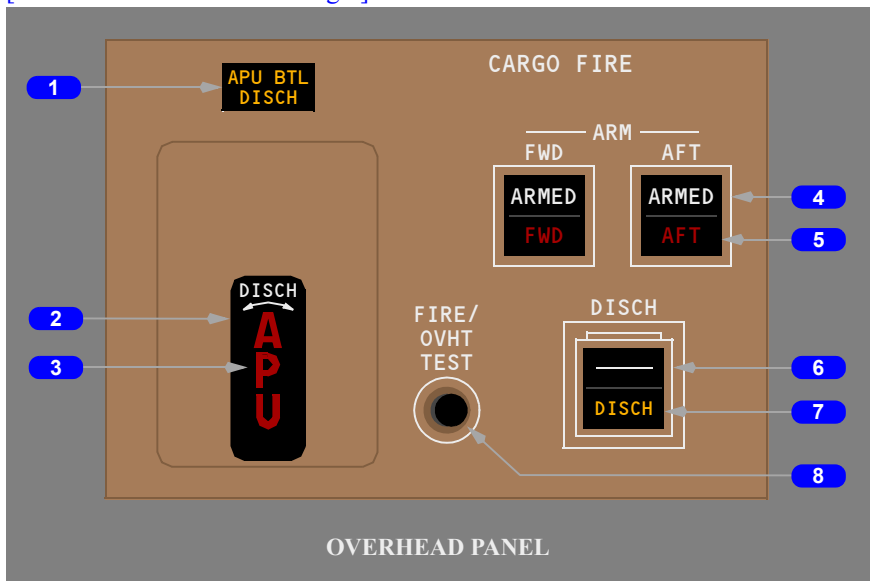 1
APU BTL
DISCH
CARGO FIRE
ARM
FWD
AFT
ARMED
FWD
ARMED
AFT
4
5
2
DISCH
APU
3
FIRE/
OVHT
TEST
DISCH
DISCH
6
7
8
OVERHEAD PANEL